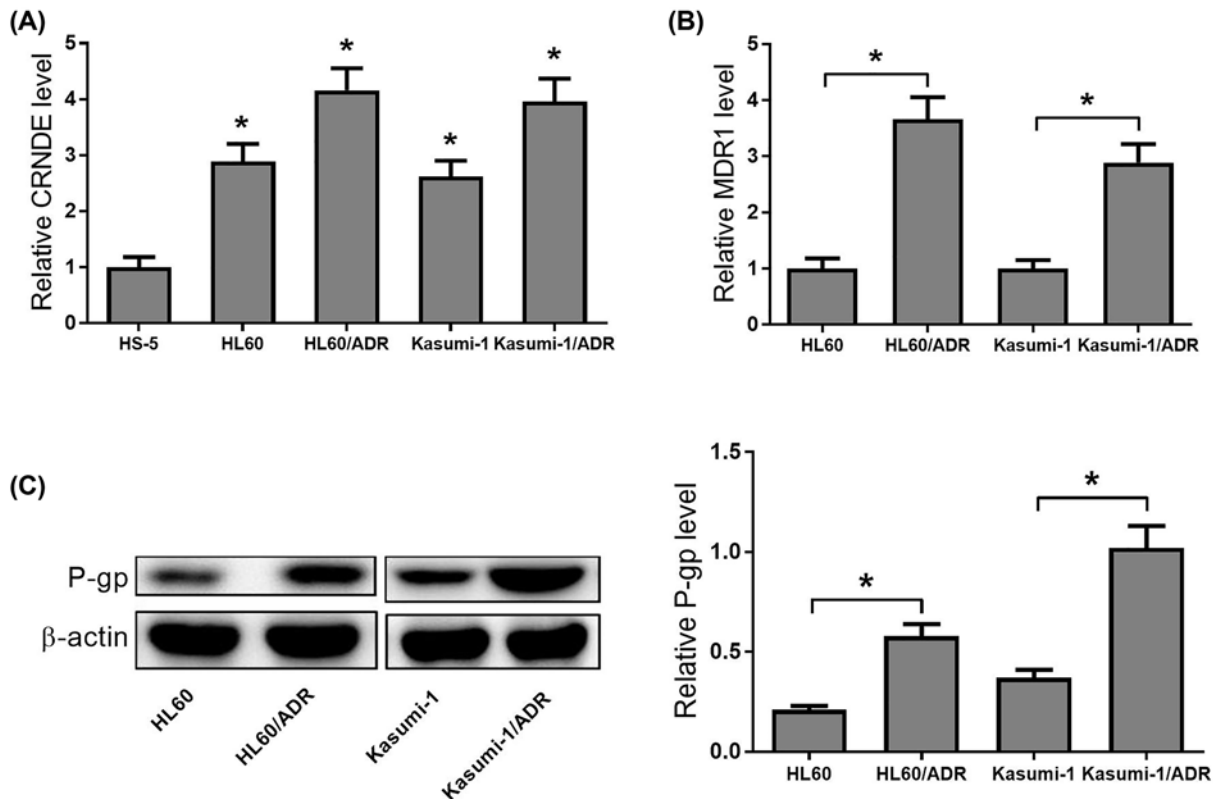 (A)
Relative CRNDE level
5
4
3
2
1
0
*
*
*
*
HS-5 HL60 HL60/ADR Kasumi-1 Kasumi-1/ADR
(B)
Relative MDR1 level
5
4
3
2
1
0
*
*
HL60 HL60/ADR Kasumi-1 Kasumi-1/ADR
(C)
P-gp
β-actin
HL60
HL60/ADR
Kasumi-1
Kasumi-1/ADR
Relative P-gp level
1.5
1.0
0.5
0.0
*
*
HL60 HL60/ADR Kasumi-1 Kasumi-1/ADR